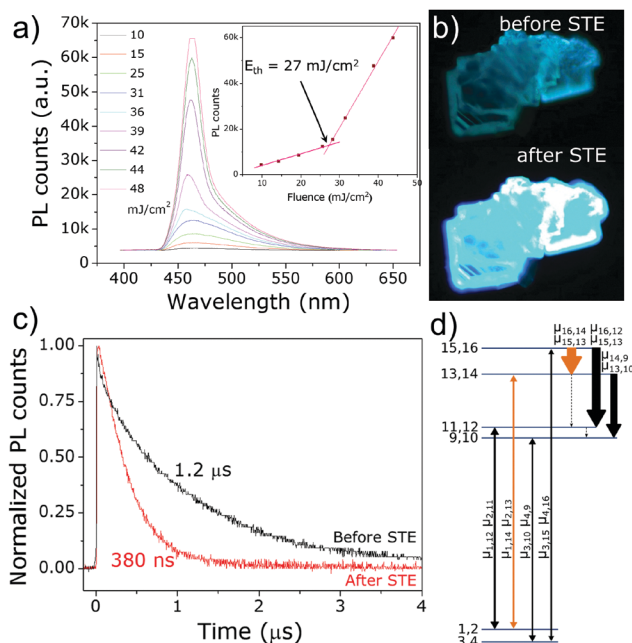 a)
70k
60k
50k
40k
30k
20k
10k
0
PL counts (a.u.)
10
15
25
31
36
39
42
44
48
mJ/cm²
400 450 500 550 600 650
Wavelength (nm)
60k
40k
20k
0
PL counts
E_th = 27 mJ/cm²
0 10 20 30 40 50
Fluence (mJ/cm²)
b)
before STE
after STE
c)
1.00
0.75
0.50
0.25
0.00
Normalized PL counts
1.2 μs
380 ns
Before STE
After STE
0 1 2 3 4
Time (μs)
d)
μ16,14 μ16,12
μ15,13 μ15,13
μ14,9
μ13,10
15,16
13,14
11,12
9,10
μ1,12 μ2,11
μ1,14 μ2,13
μ3,10 μ4,9
μ3,15 μ4,16
1,2
3,4